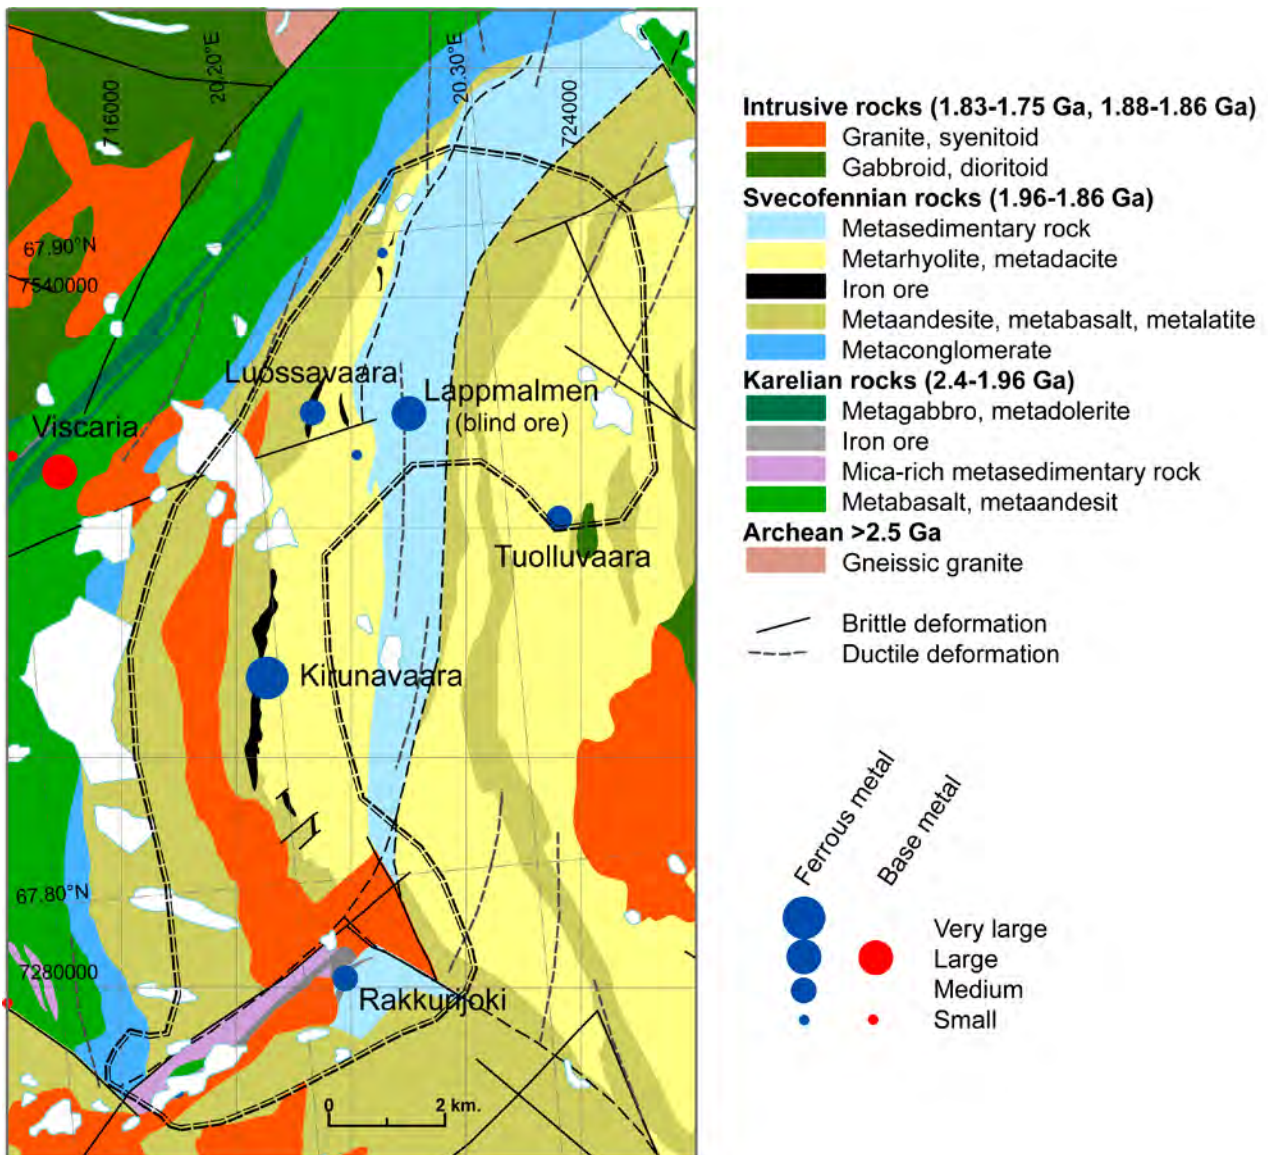 20.20°E
716000
20.30°E
724000
67.90°N
7540000
Luossavaara
Lappmalmen
(blind ore)
Viscaria
Tuolluvaara
Kirunavaara
67.80°N
7280000
Rakkurijoki
0 2 km.
Intrusive rocks (1.83-1.75 Ga, 1.88-1.86 Ga)
Granite, syenitoid
Gabbroid, dioritoid
Svecofennian rocks (1.96-1.86 Ga)
Metasedimentary rock
Metarhyolite, metadacite
Iron ore
Metaandesite, metabasalt, metalatite
Metaconglomerate
Karelian rocks (2.4-1.96 Ga)
Metagabbro, metadolerite
Iron ore
Mica-rich metasedimentary rock
Metabasalt, metaandesit
Archean >2.5 Ga
Gneissic granite
Brittle deformation
Ductile deformation
Ferrous metal
Base metal
Very large
Large
Medium
Small